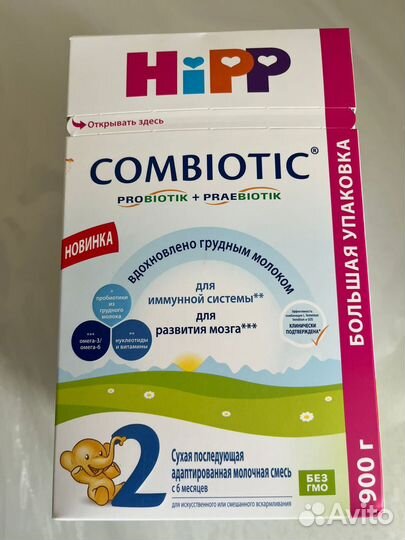 HiPP
Открывать здесь
COMBIOTIC®
PROBIOTIK + PRAEBIOTIK
НОВИНКА
вдохновлено грудным молоком
* пробиотики
из
грудного
молока
*** омега-3/
омега-6
** нуклеотиды
и витамины
для
иммунной системы**
для
развития мозга***
Эффективность
КЛИНИЧЕСКИ
ПОДТВЕРЖДЕНА
БОЛЬШАЯ УПАКОВКА
900 г
2
Сухая последующая
адаптированная молочная смесь
с 6 месяцев
для искусственного или смешанного вскармливания
БЕЗ
ГМО
Avito